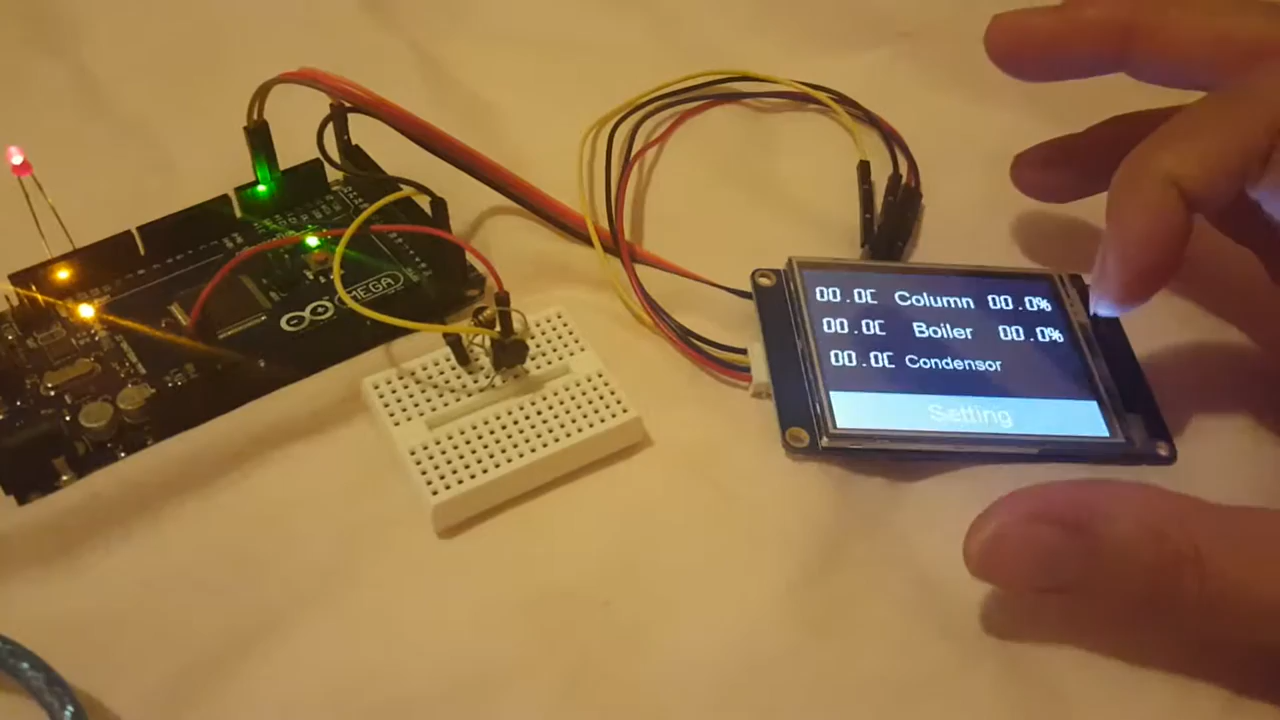 MEGA
00.0C Column 00.0%
00.0C Boiler 00.0%
00.0C Condensor
Setting